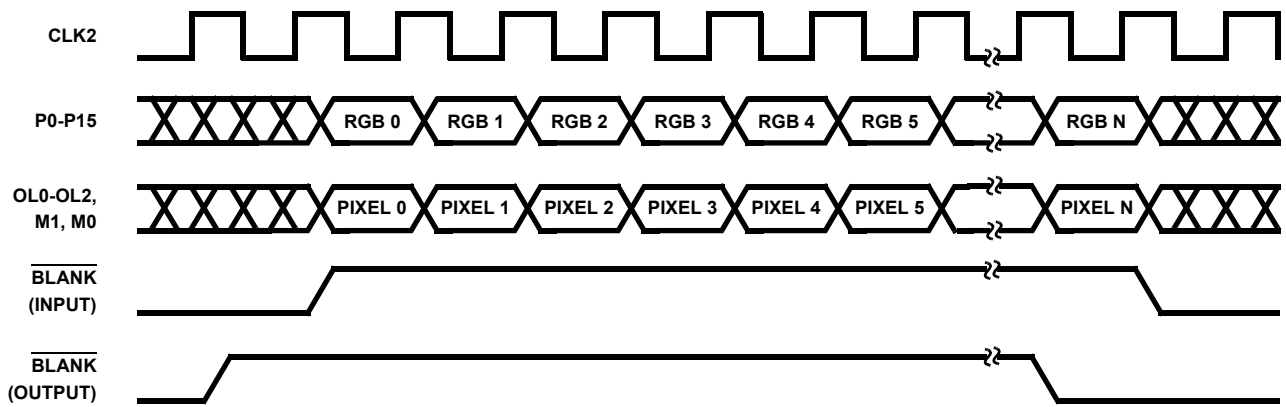 CLK2
P0-P15
RGB 0 RGB 1 RGB 2 RGB 3 RGB 4 RGB 5 RGB N
OL0-OL2,
M1, M0
PIXEL 0 PIXEL 1 PIXEL 2 PIXEL 3 PIXEL 4 PIXEL 5 PIXEL N
BLANK
(INPUT)
BLANK
(OUTPUT)